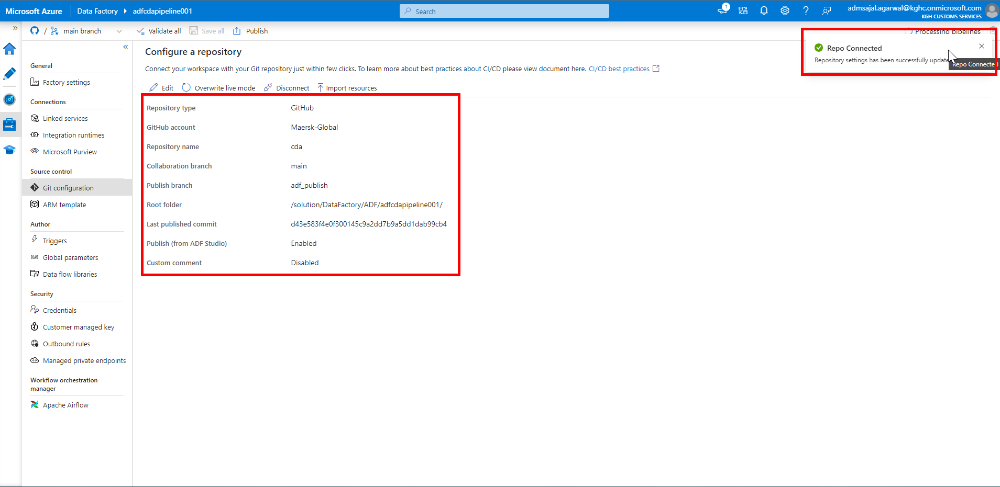 Microsoft Azure
Data Factory
adfcdapipeline001
Search
1
admsajal.agarwal@kghc.onmicrosoft.com
KGH CUSTOMS SERVICES
/
main branch
Validate all
Save all
Publish
Processing pipelines
General
Factory settings
Connections
Linked services
Integration runtimes
Microsoft Purview
Source control
Git configuration
ARM template
Author
Triggers
Global parameters
Data flow libraries
Security
Credentials
Customer managed key
Outbound rules
Managed private endpoints
Workflow orchestration
manager
Apache Airflow
Configure a repository
Connect your workspace with your Git repository just within few clicks. To learn more about best practices about CI/CD please view document here. CI/CD best practices
Edit
Overwrite live mode
Disconnect
Import resources
Repository type GitHub
GitHub account Maersk-Global
Repository name cda
Collaboration branch main
Publish branch adf_publish
Root folder /solution/DataFactory/ADF/adfcdapipeline001/
Last published commit d43e583f4e0f300145c9a2dd7b9a5dd1dab99cb4
Publish (from ADF Studio) Enabled
Custom comment Disabled
Repo Connected
Repository settings has been successfully update
Repo Connected